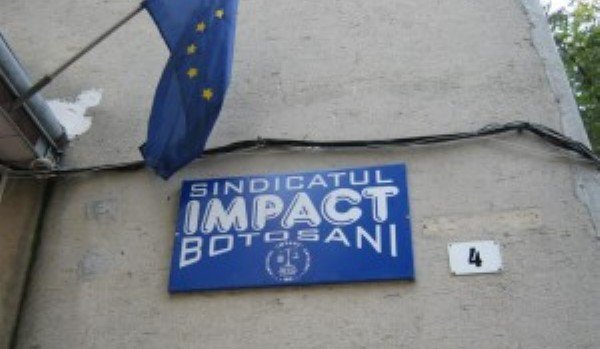 SINDICATUL
IMPACT
BOTOSANI
4